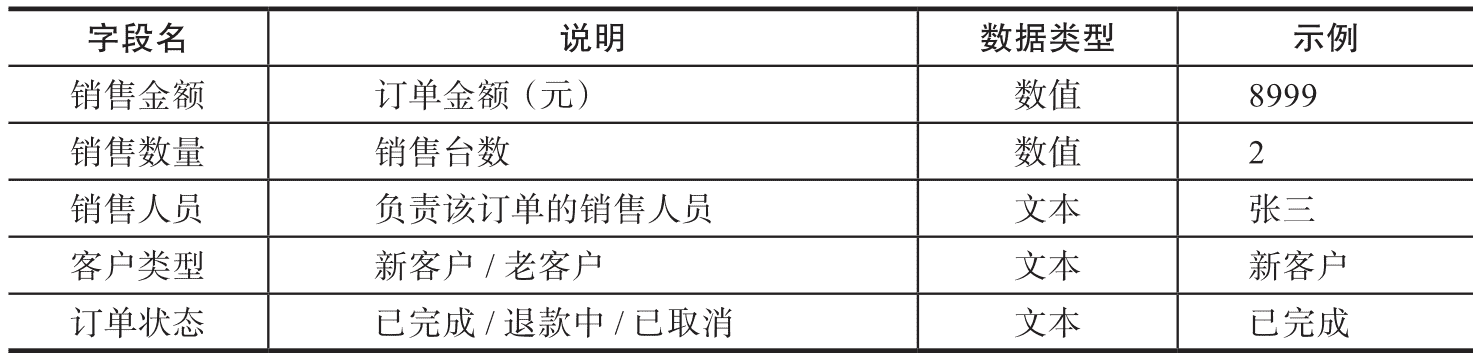 字段名 说明 数据类型 示例
销售金额 订单金额（元） 数值 8999
销售数量 销售台数 数值 2
销售人员 负责该订单的销售人员 文本 张三
客户类型 新客户 / 老客户 文本 新客户
订单状态 已完成 / 退款中 / 已取消 文本 已完成